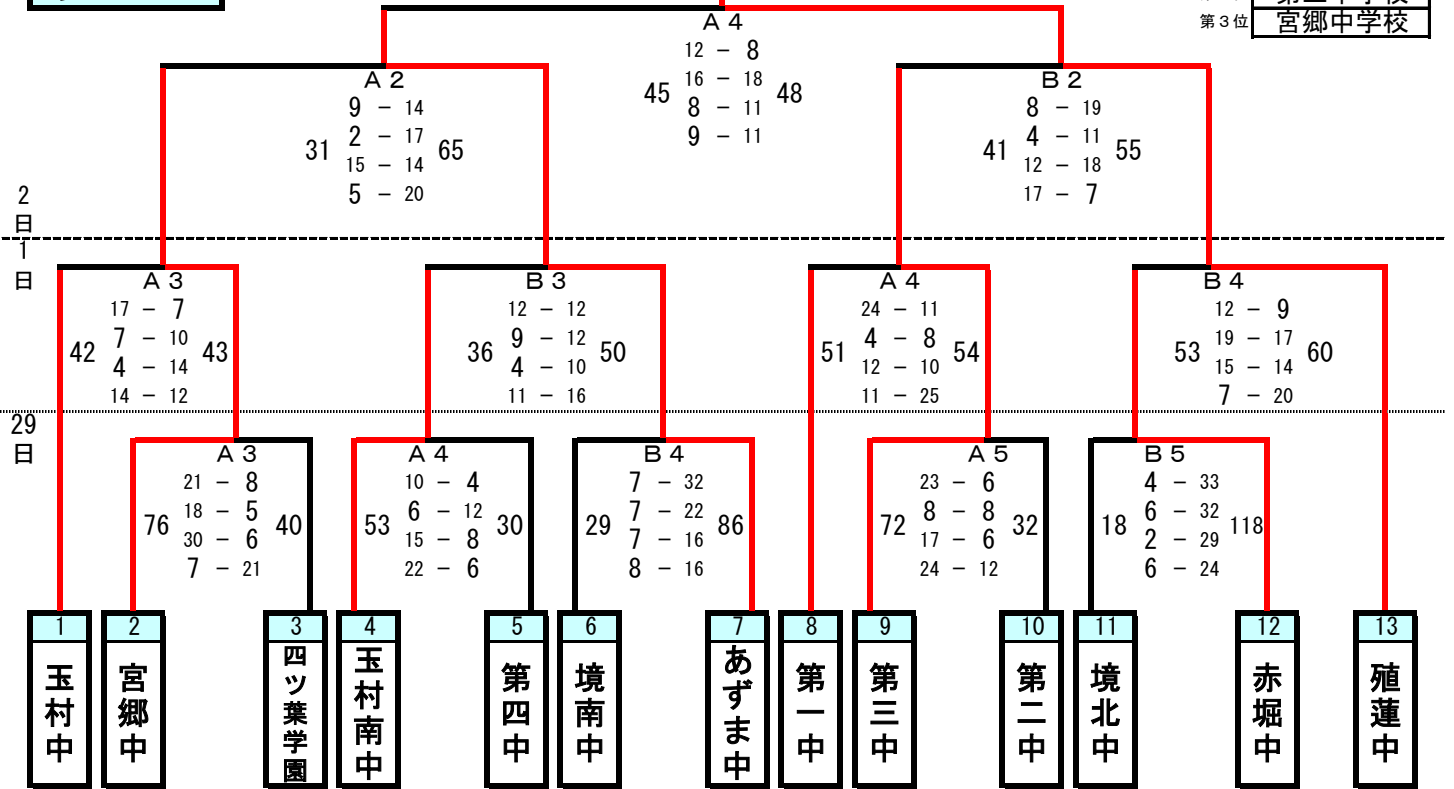 A4
第3位 宮郷中学校
12 - 8
16 - 18
8 - 11
9 - 11
45 48
A2
9 - 14
2 - 17
15 - 14
5 - 20
31 65
B2
8 - 19
4 - 11
12 - 18
17 - 7
41 55
2日
1日
A3
17 - 7
7 - 10
4 - 14
14 - 12
42 43
B3
12 - 12
9 - 12
4 - 10
11 - 16
36 50
A4
24 - 11
4 - 8
12 - 10
11 - 25
51 54
B4
12 - 9
19 - 17
15 - 14
7 - 20
53 60
29日
A3
21 - 8
18 - 5
30 - 6
7 - 21
76 40
A4
10 - 4
6 - 12
15 - 8
22 - 6
53 30
B4
7 - 32
7 - 22
7 - 16
8 - 16
29 86
A5
23 - 6
8 - 8
17 - 6
24 - 12
72 32
B5
4 - 33
6 - 32
2 - 29
6 - 24
18 118
1 2 3 4 5 6 7 8 9 10 11 12 13
玉村中
宮郷中
四ツ葉学園
玉村南中
第四中
境南中
あずま中
第一中
第三中
第二中
境北中
赤堀中
殖蓮中